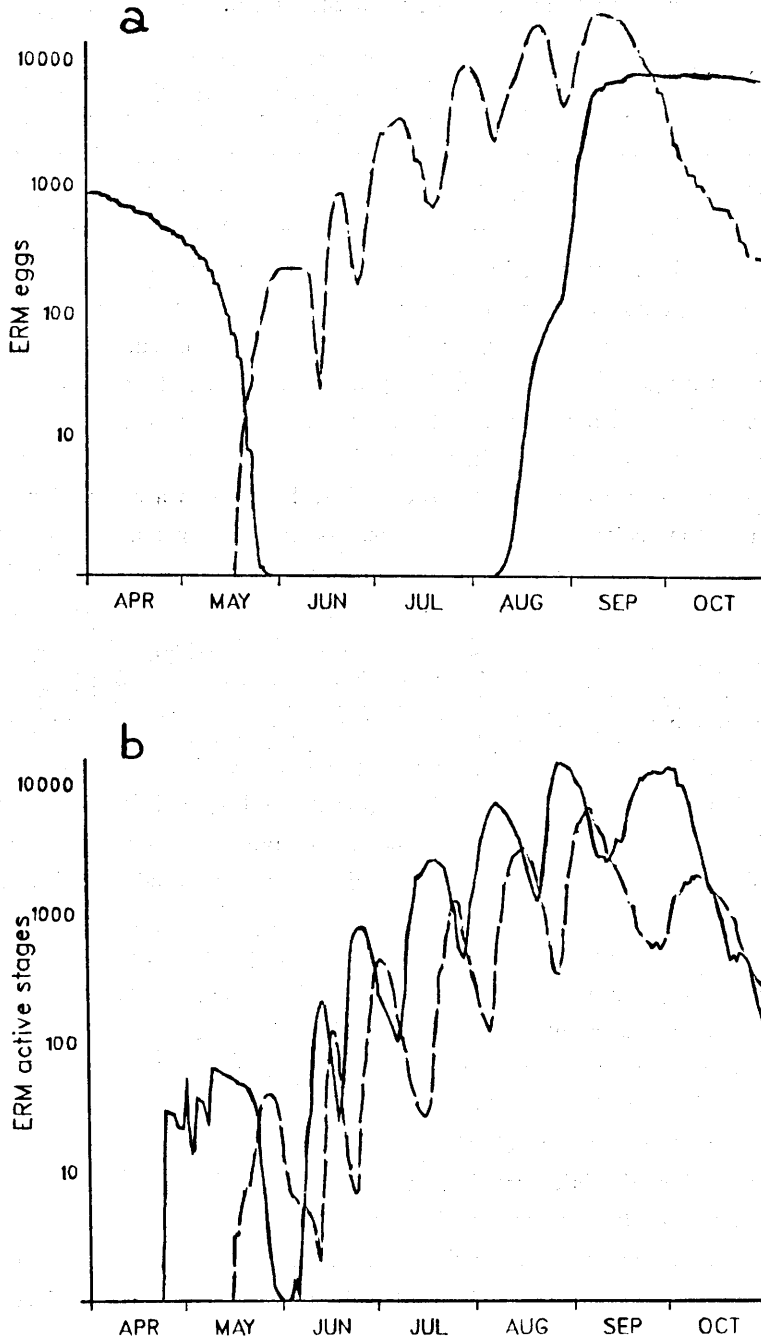 a
10000
1000
100
10
ERM eggs
APR MAY JUN JUL AUG SEP OCT
b
10000
1000
100
10
ERM active stages
APR MAY JUN JUL AUG SEP OCT